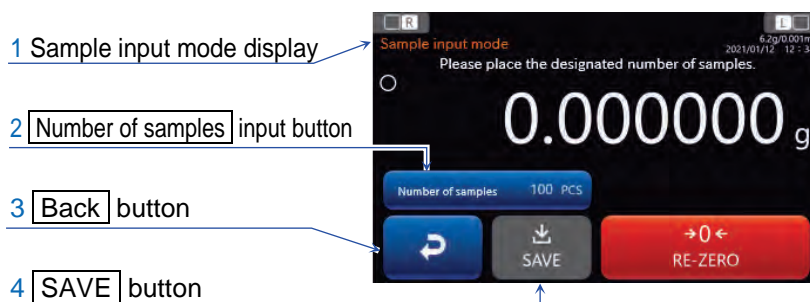 1 Sample input mode display
2 Number of samples input button
3 Back button
4 SAVE button
R
L
Sample input mode
6.2g/0.001m
2021/01/12 12:3
Please place the designated number of samples.
0.000000 g
Number of samples 100 PCS
SAVE
→0←
RE-ZERO